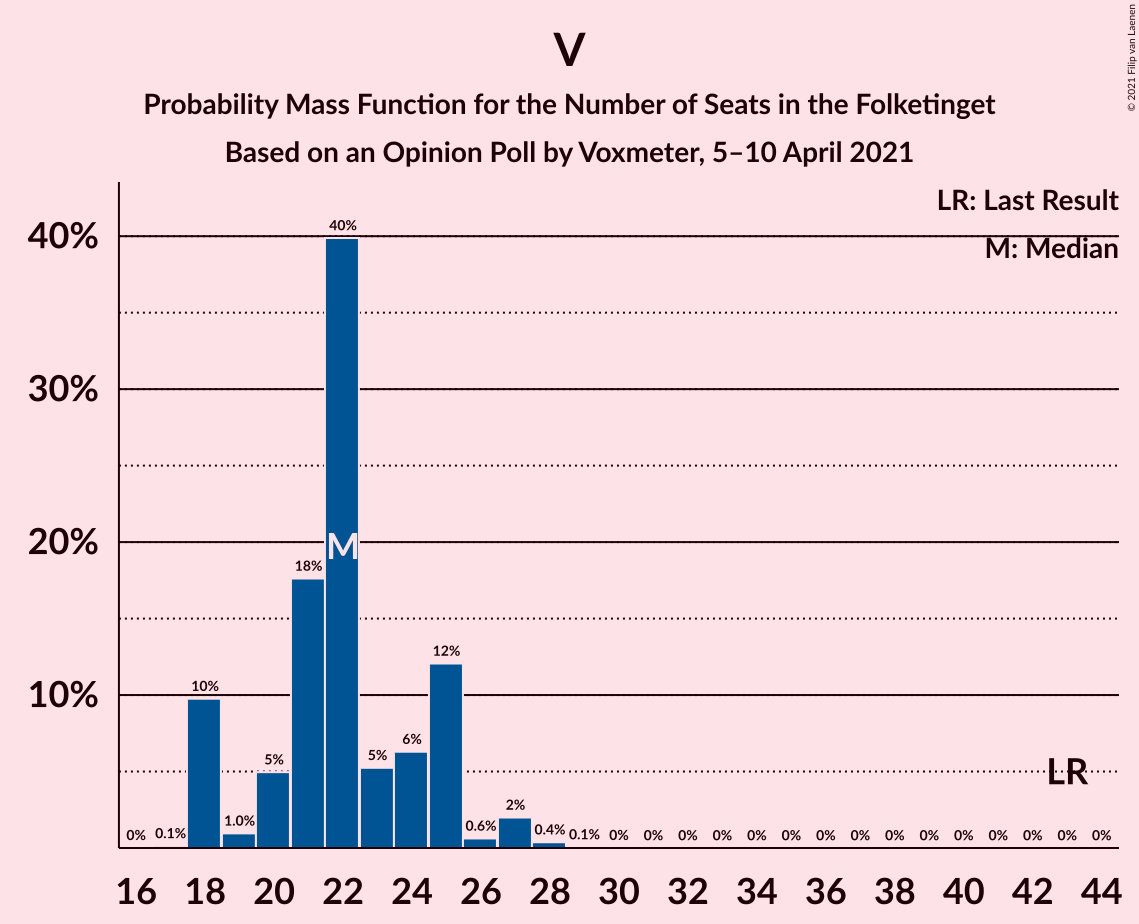 V
Probability Mass Function for the Number of Seats in the Folketinget
Based on an Opinion Poll by Voxmeter, 5–10 April 2021
© 2021 Filip van Laenen
LR: Last Result
M: Median
40%
30%
20%
10%
0% 0.1% 10% 1.0% 5% 18% 40% 5% 6% 12% 0.6% 2% 0.4% 0.1% 0% 0% 0% 0% 0% 0% 0% 0% 0% 0% 0% 0% 0% 0% 0%
M
LR
16 18 20 22 24 26 28 30 32 34 36 38 40 42 44